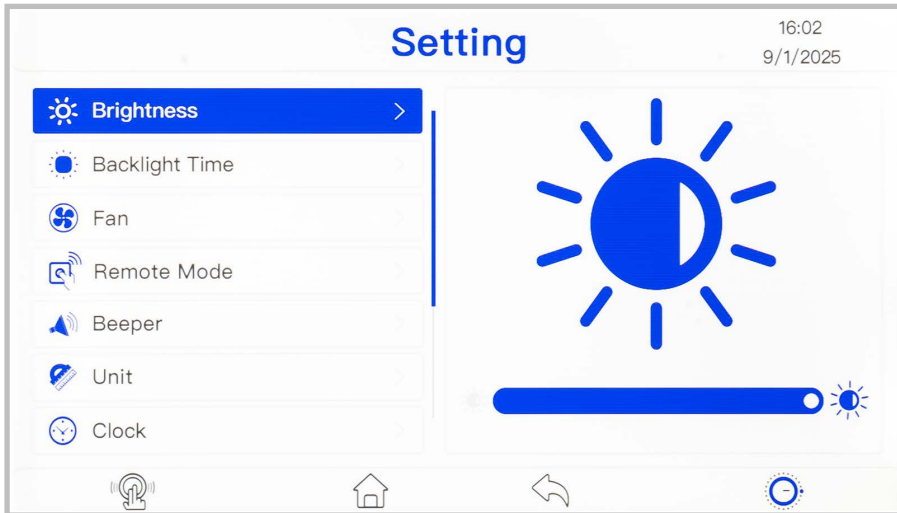 Setting
16:02
9/1/2025
Brightness
Backlight Time
Fan
Remote Mode
Beeper
Unit
Clock